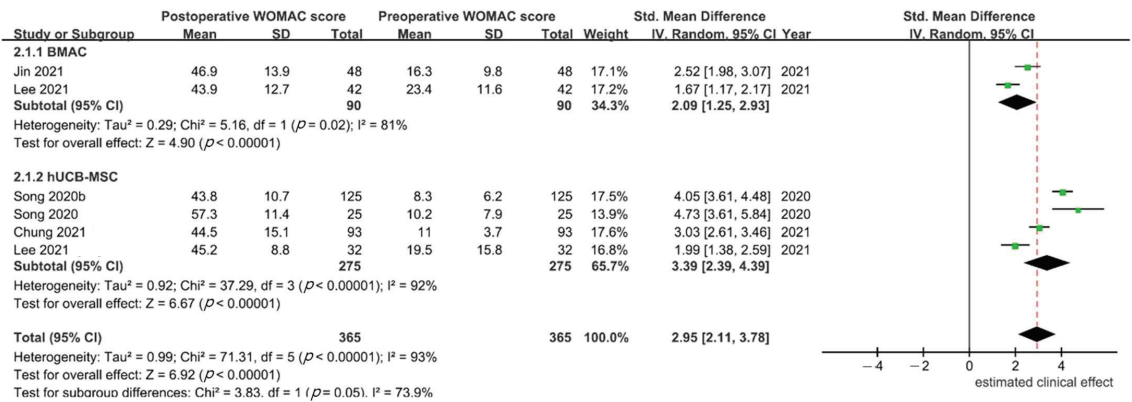 Postoperative WOMAC score Preoperative WOMAC score Std. Mean Difference Std. Mean Difference
Study or Subgroup Mean SD Total Mean SD Total Weight IV. Random. 95% CI Year IV. Random. 95% CI
2.1.1 BMAC
Jin 2021 46.9 13.9 48 16.3 9.8 48 17.1% 2.52 [1.98, 3.07] 2021
Lee 2021 43.9 12.7 42 23.4 11.6 42 17.2% 1.67 [1.17, 2.17] 2021
Subtotal (95% CI) 90 90 34.3% 2.09 [1.25, 2.93]
Heterogeneity: Tau² = 0.29; Chi² = 5.16, df = 1 (p = 0.02); I² = 81%
Test for overall effect: Z = 4.90 (p < 0.00001)
2.1.2 hUCB-MSC
Song 2020b 43.8 10.7 125 8.3 6.2 125 17.5% 4.05 [3.61, 4.48] 2020
Song 2020 57.3 11.4 25 10.2 7.9 25 13.9% 4.73 [3.61, 5.84] 2020
Chung 2021 44.5 15.1 93 11 3.7 93 17.6% 3.03 [2.61, 3.46] 2021
Lee 2021 45.2 8.8 32 19.5 15.8 32 16.8% 1.99 [1.38, 2.59] 2021
Subtotal (95% CI) 275 275 65.7% 3.39 [2.39, 4.39]
Heterogeneity: Tau² = 0.92; Chi² = 37.29, df = 3 (p < 0.00001); I² = 92%
Test for overall effect: Z = 6.67 (p < 0.00001)
Total (95% CI) 365 365 100.0% 2.95 [2.11, 3.78]
Heterogeneity: Tau² = 0.99; Chi² = 71.31, df = 5 (p < 0.00001); I² = 93%
Test for overall effect: Z = 6.92 (p < 0.00001)
Test for subgroup differences: Chi² = 3.83. df = 1 (p = 0.05). I² = 73.9%
−4 −2 0 2 4
estimated clinical effect